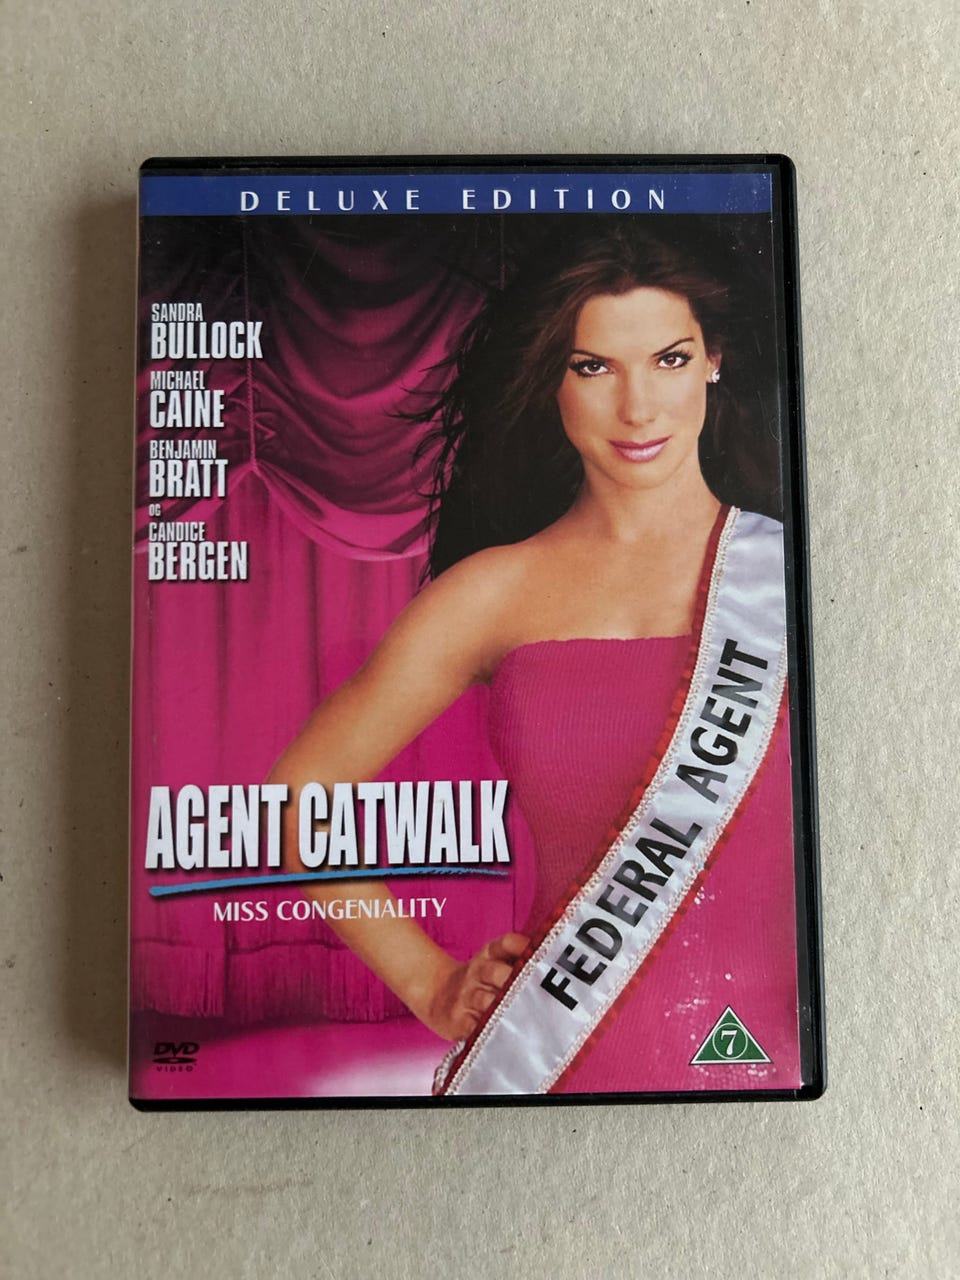 DELUXE EDITION
SANDRA
BULLOCK
MICHAEL
CAINE
BENJAMIN
BRATT
OG
CANDICE
BERGEN
FEDERAL AGENT
AGENT CATWALK
MISS CONGENIALITY
DVD
VIDEO
7